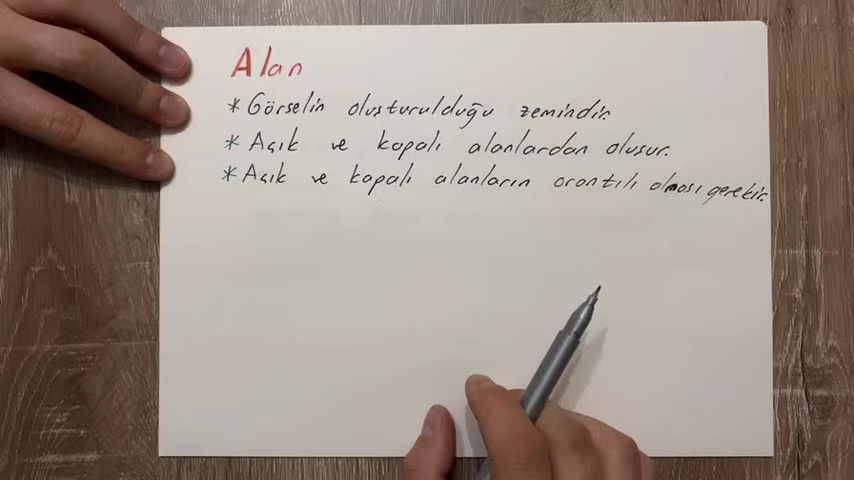 Alan
* Görselin oluşturulduğu zemindir.
* Açık ve kapalı alanlardan oluşur.
* Açık ve kapalı alanların orantılı olması gerekir.